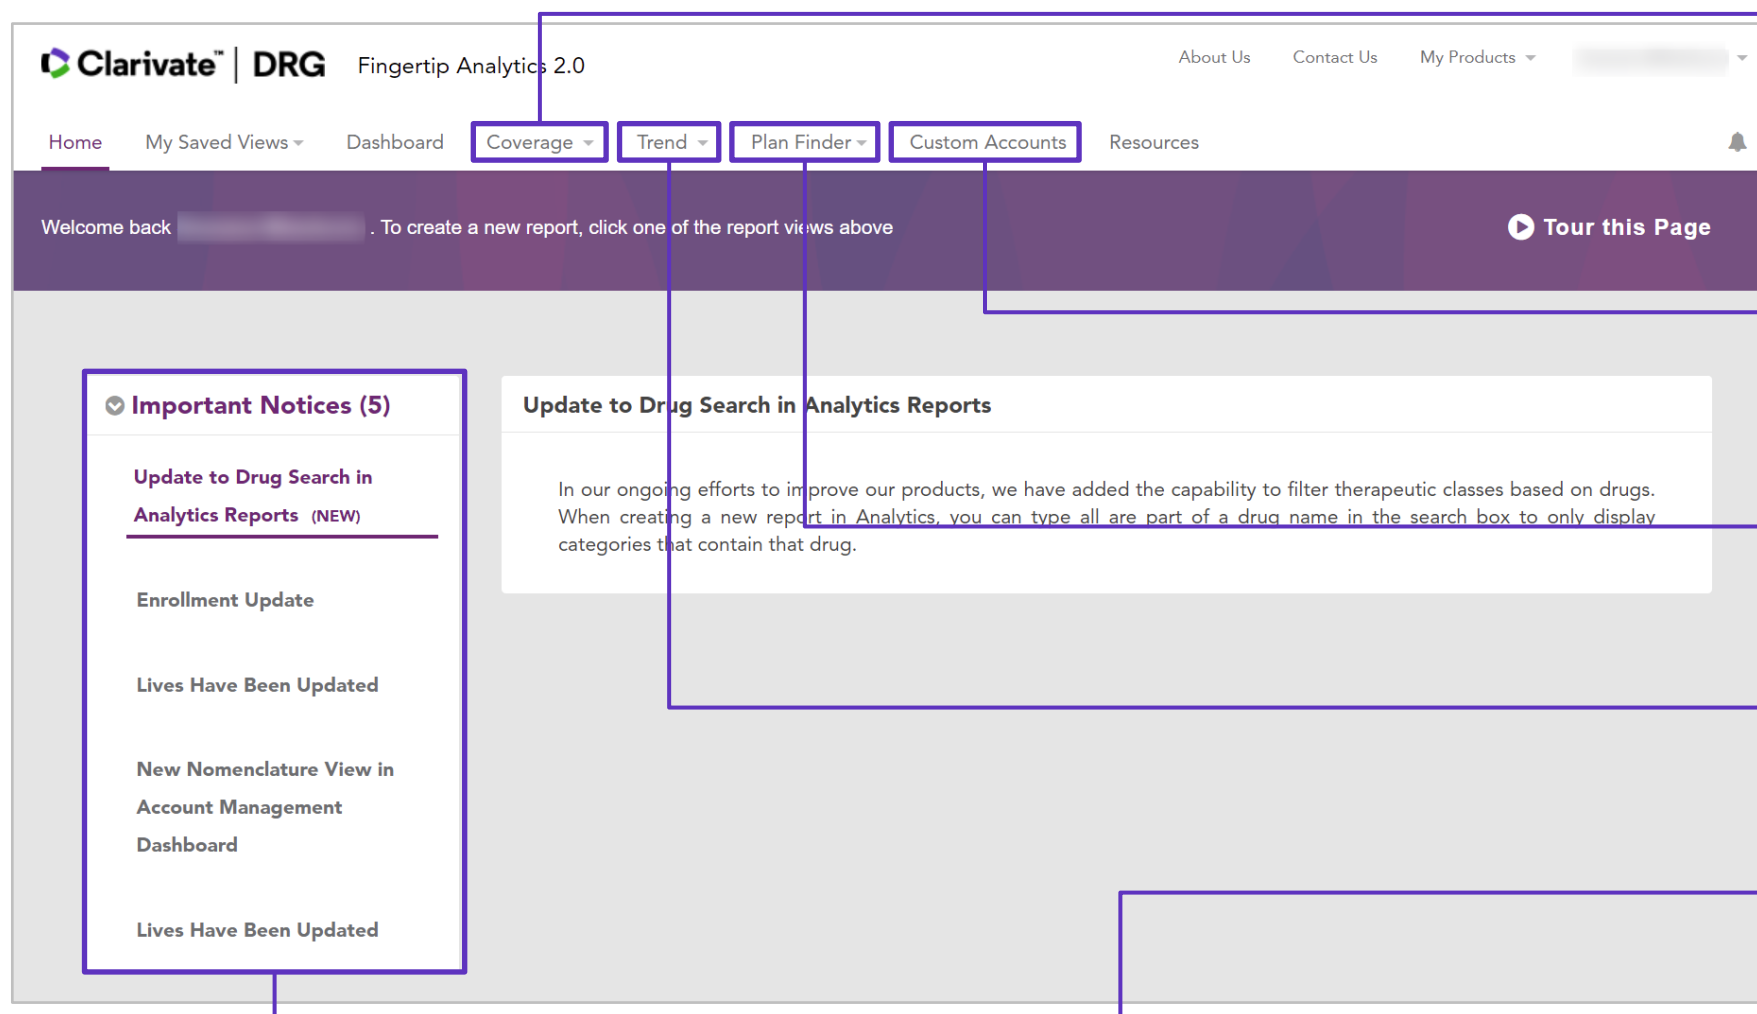 Clarivate™ | DRG Fingertip Analytics 2.0
About Us Contact Us My Products
Home My Saved Views Dashboard Coverage Trend Plan Finder Custom Accounts Resources
Welcome back . To create a new report, click one of the report views above
Tour this Page
Important Notices (5)
Update to Drug Search in
Analytics Reports (NEW)
Enrollment Update
Lives Have Been Updated
New Nomenclature View in
Account Management
Dashboard
Lives Have Been Updated
Update to Drug Search in Analytics Reports
In our ongoing efforts to improve our products, we have added the capability to filter therapeutic classes based on drugs.
When creating a new report in Analytics, you can type all are part of a drug name in the search box to only display
categories that contain that drug.